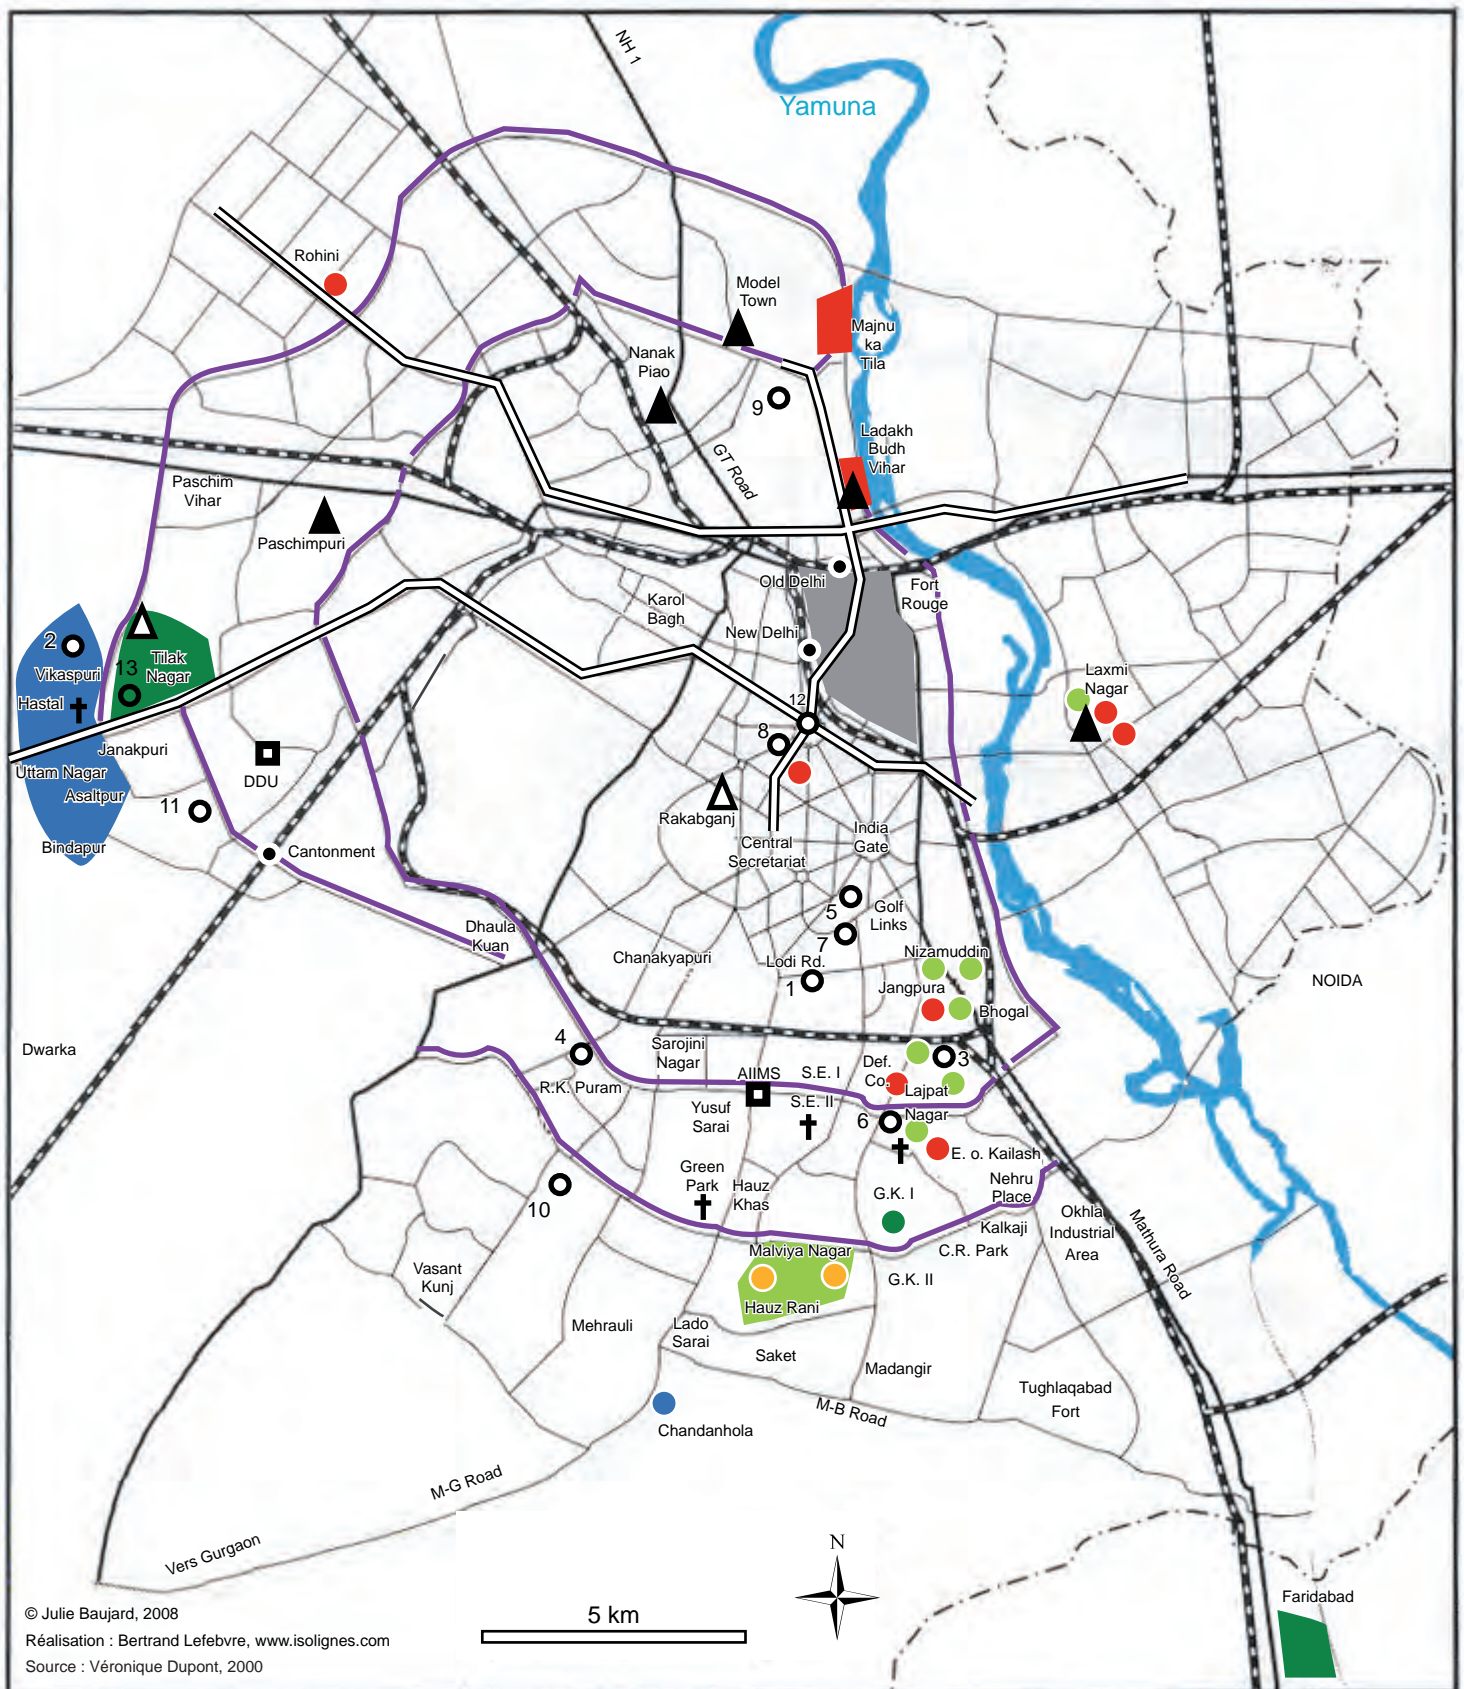 NH 1
Yamuna
Rohini
Model
Town
Majnu
ka
Tila
Nanak
Piao
9
Ladakh
Budh
Vihar
GT Road
Paschim
Vihar
Paschimpuri
Old Delhi
Fort
Rouge
Karol
Bagh
New Delhi
2
Vikaspuri
13
Tilak
Nagar
Hastal
Laxmi
Nagar
12
8
Janakpuri
Uttam Nagar
Asaltpur
DDU
11
Rakabganj
India
Gate
Central
Secretariat
Bindapur
Cantonment
5
Golf
Links
7
Dhaula
Kuan
Chanakyapuri
Lodi Rd.
1
Nizamuddin
Jangpura
Bhogal
NOIDA
Dwarka
4
Sarojini
Nagar
R.K. Puram
AIIMS
S.E. I
S.E. II
Def.
Co.
3
Lajpat
Nagar
6
Yusuf
Sarai
E. o. Kailash
Green
Park
Hauz
Khas
G.K. I
Nehru
Place
10
Kalkaji
Okhla
Industrial
Area
C.R. Park
Mathura Road
Malviya Nagar
G.K. II
Vasant
Kunj
Hauz Rani
Mehrauli
Lado
Sarai
Saket
Madangir
Tughlaqabad
Fort
M-B Road
Chandanhola
M-G Road
Vers Gurgaon
N
Faridabad
5 km
© Julie Baujard, 2008
Réalisation : Bertrand Lefebvre, www.isolignes.com
Source : Véronique Dupont, 2000